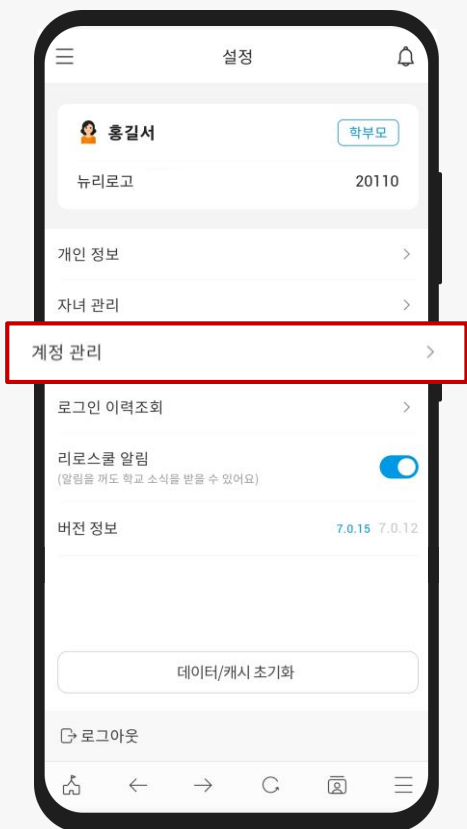 설정
홍길서
학부모
뉴리로고
20110
개인 정보
자녀 관리
계정 관리
로그인 이력조회
리로스쿨 알림
(알림을 꺼도 학교 소식을 받을 수 있어요)
버전 정보
7.0.15 7.0.12
데이터/캐시 초기화
로그아웃